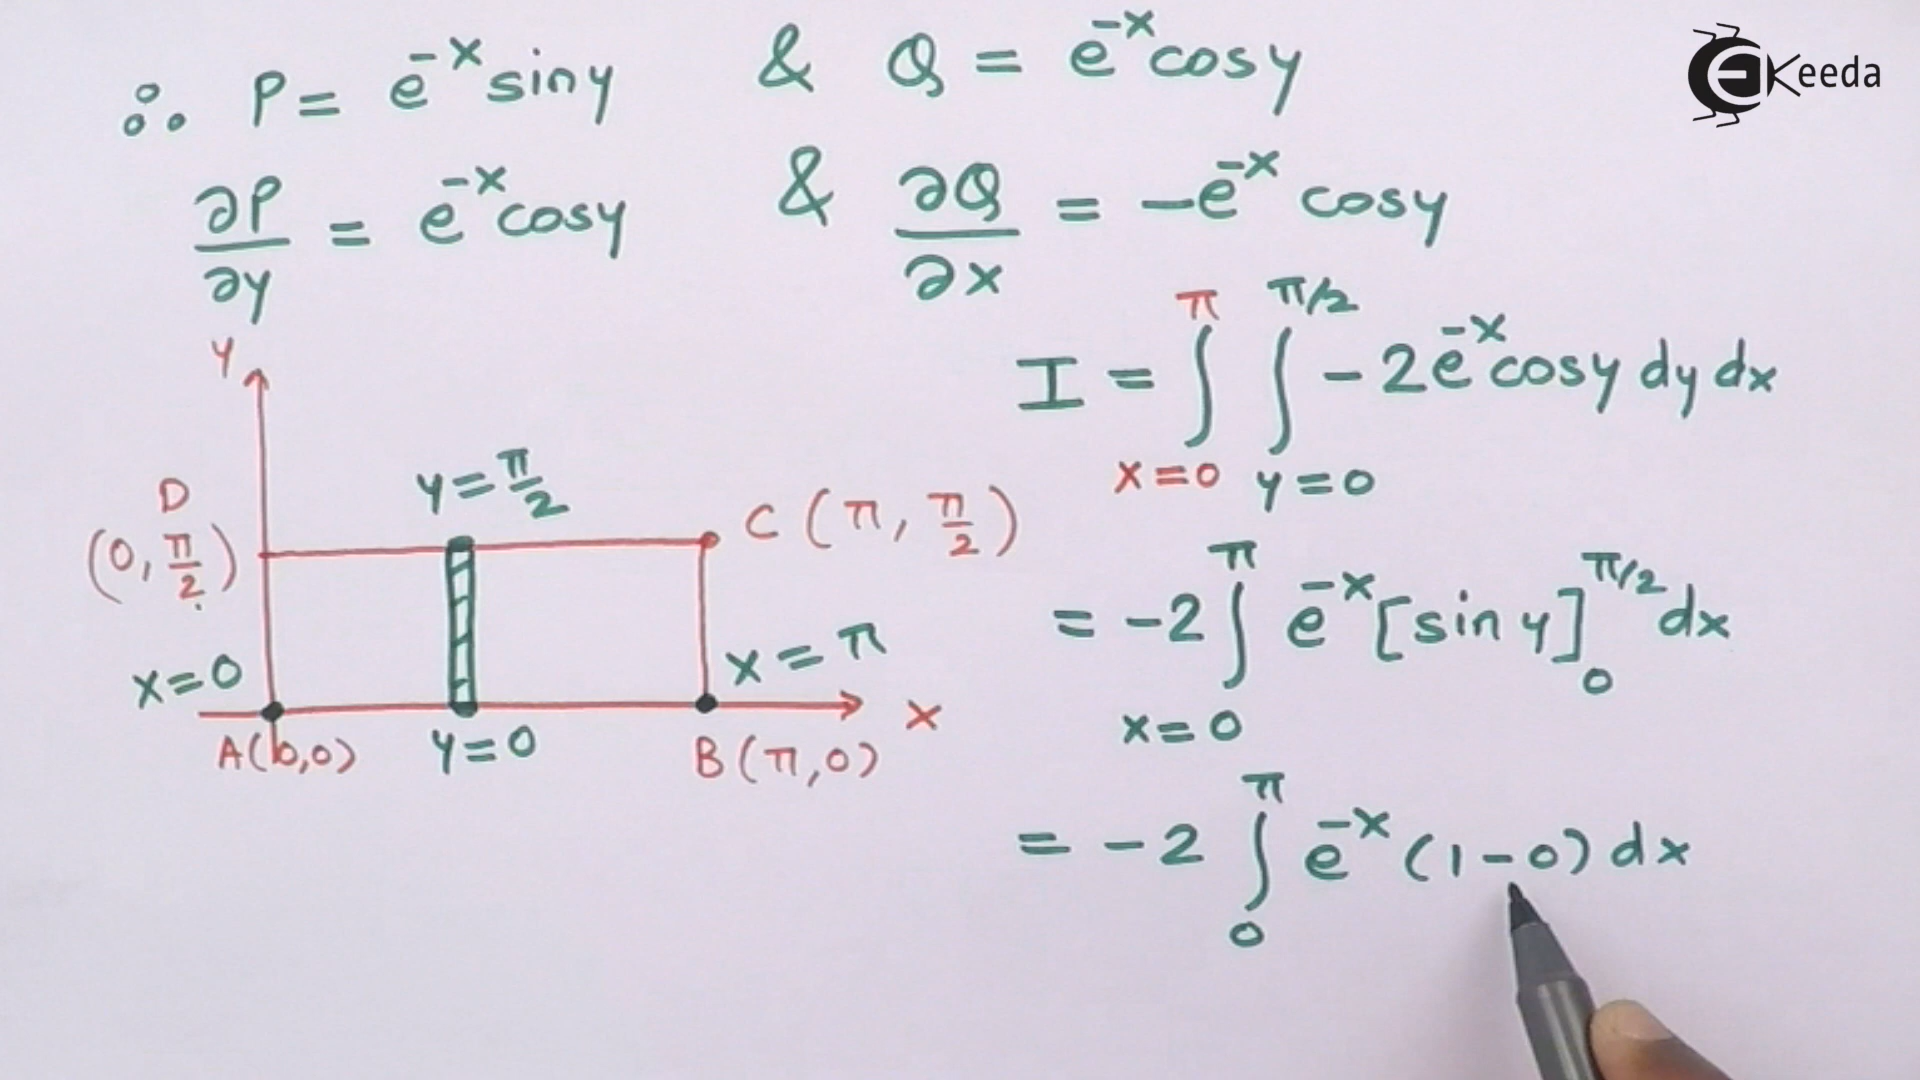 ∴ P = e^-x sin y & Q = e^-x cos y
Keeda
∂P/∂y = e^-x cos y & ∂Q/∂x = -e^-x cos y
I = ∫_{x=0}^{π} ∫_{y=0}^{π/2} -2e^-x cos y dy dx
= -2 ∫_{x=0}^{π} e^-x [sin y]_0^{π/2} dx
= -2 ∫_0^π e^-x (1-0) dx
Y
D
(0, π/2)
y = π/2
C (π, π/2)
x=0
x = π
X
A(0,0)
y=0
B(π,0)